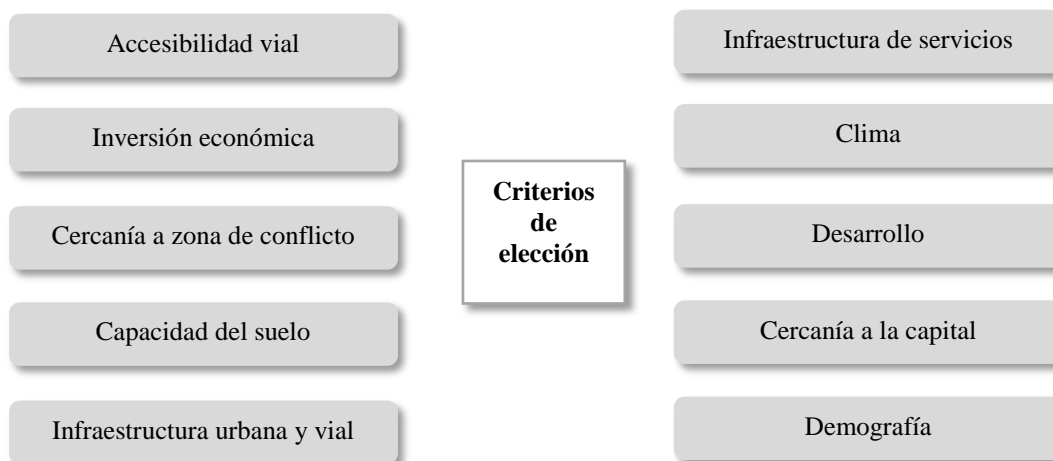 Accesibilidad vial
Inversión económica
Cercanía a zona de conflicto
Capacidad del suelo
Infraestructura urbana y vial
Criterios
de
elección
Infraestructura de servicios
Clima
Desarrollo
Cercanía a la capital
Demografía